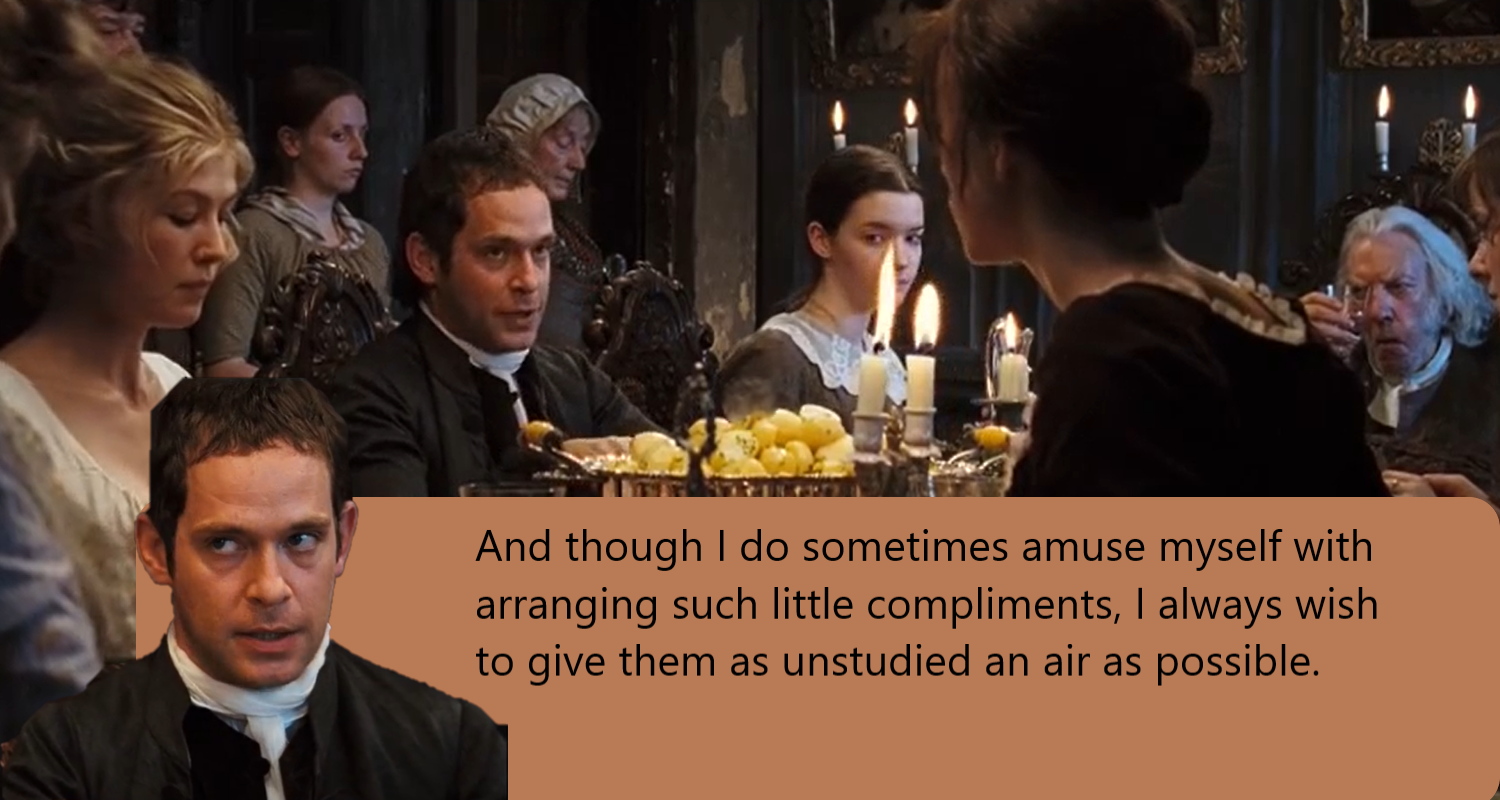 And though I do sometimes amuse myself with
arranging such little compliments, I always wish
to give them as unstudied an air as possible.